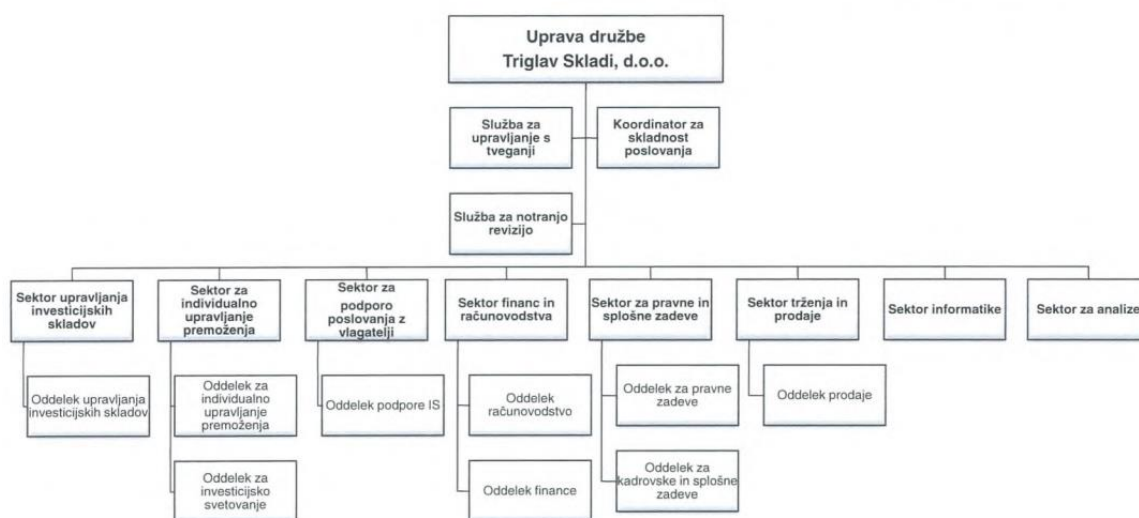 Uprava družbe
Triglav Skladi, d.o.o.
Služba za
upravljanje s
tveganji
Koordinator za
skladnost
poslovanja
Služba za notranjo
revizijo
Sektor upravljanja
investicijskih
skladov
Sektor za
individualno
upravljanje
premoženja
Sektor za
podporo
poslovanja z
vlagatelji
Sektor financ in
računovodstva
Sektor za pravne in
splošne zadeve
Sektor trženja in
prodaje
Sektor informatike
Sektor za analize
Oddelek upravljanja
investicijskih skladov
Oddelek za
individualno
upravljanje
premoženja
Oddelek podpore IS
Oddelek
računovodstvo
Oddelek za pravne
zadeve
Oddelek prodaje
Oddelek za
investicijsko
svetovanje
Oddelek finance
Oddelek za
kadrovske in splošne
zadeve